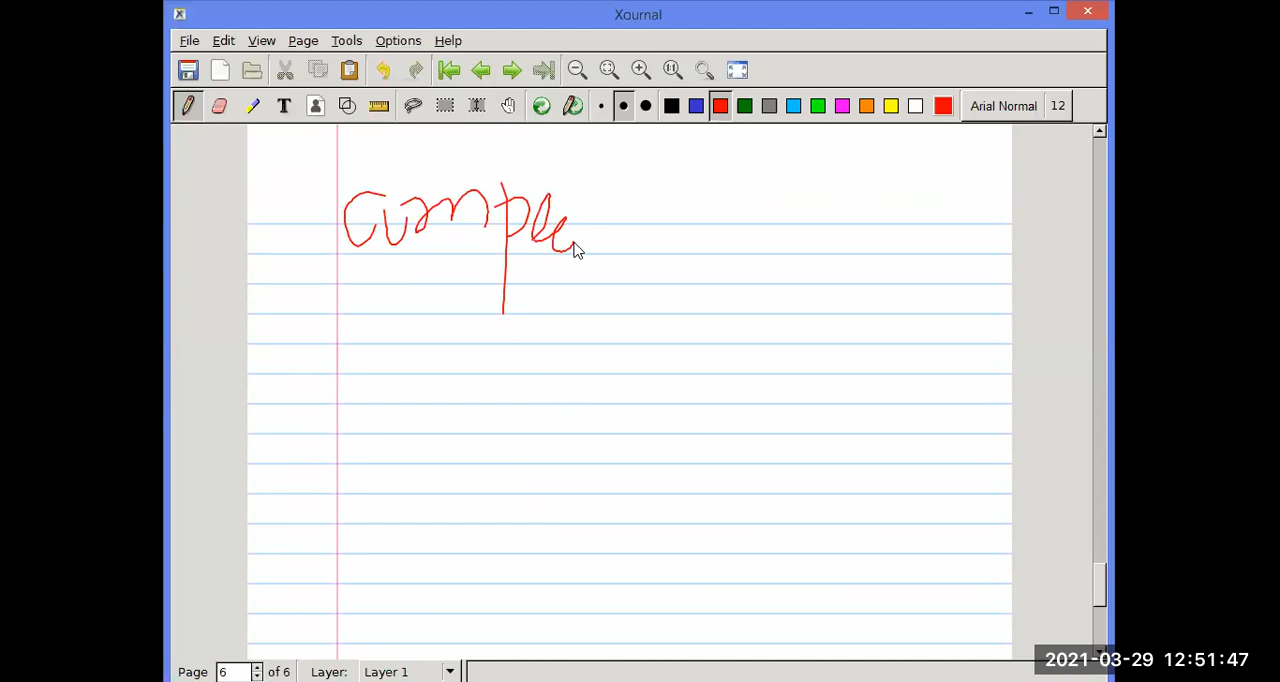 Xournal
File Edit View Page Tools Options Help
T Arial Normal 12
comple
Page 6 of 6 Layer: Layer 1
2021-03-29 12:51:47